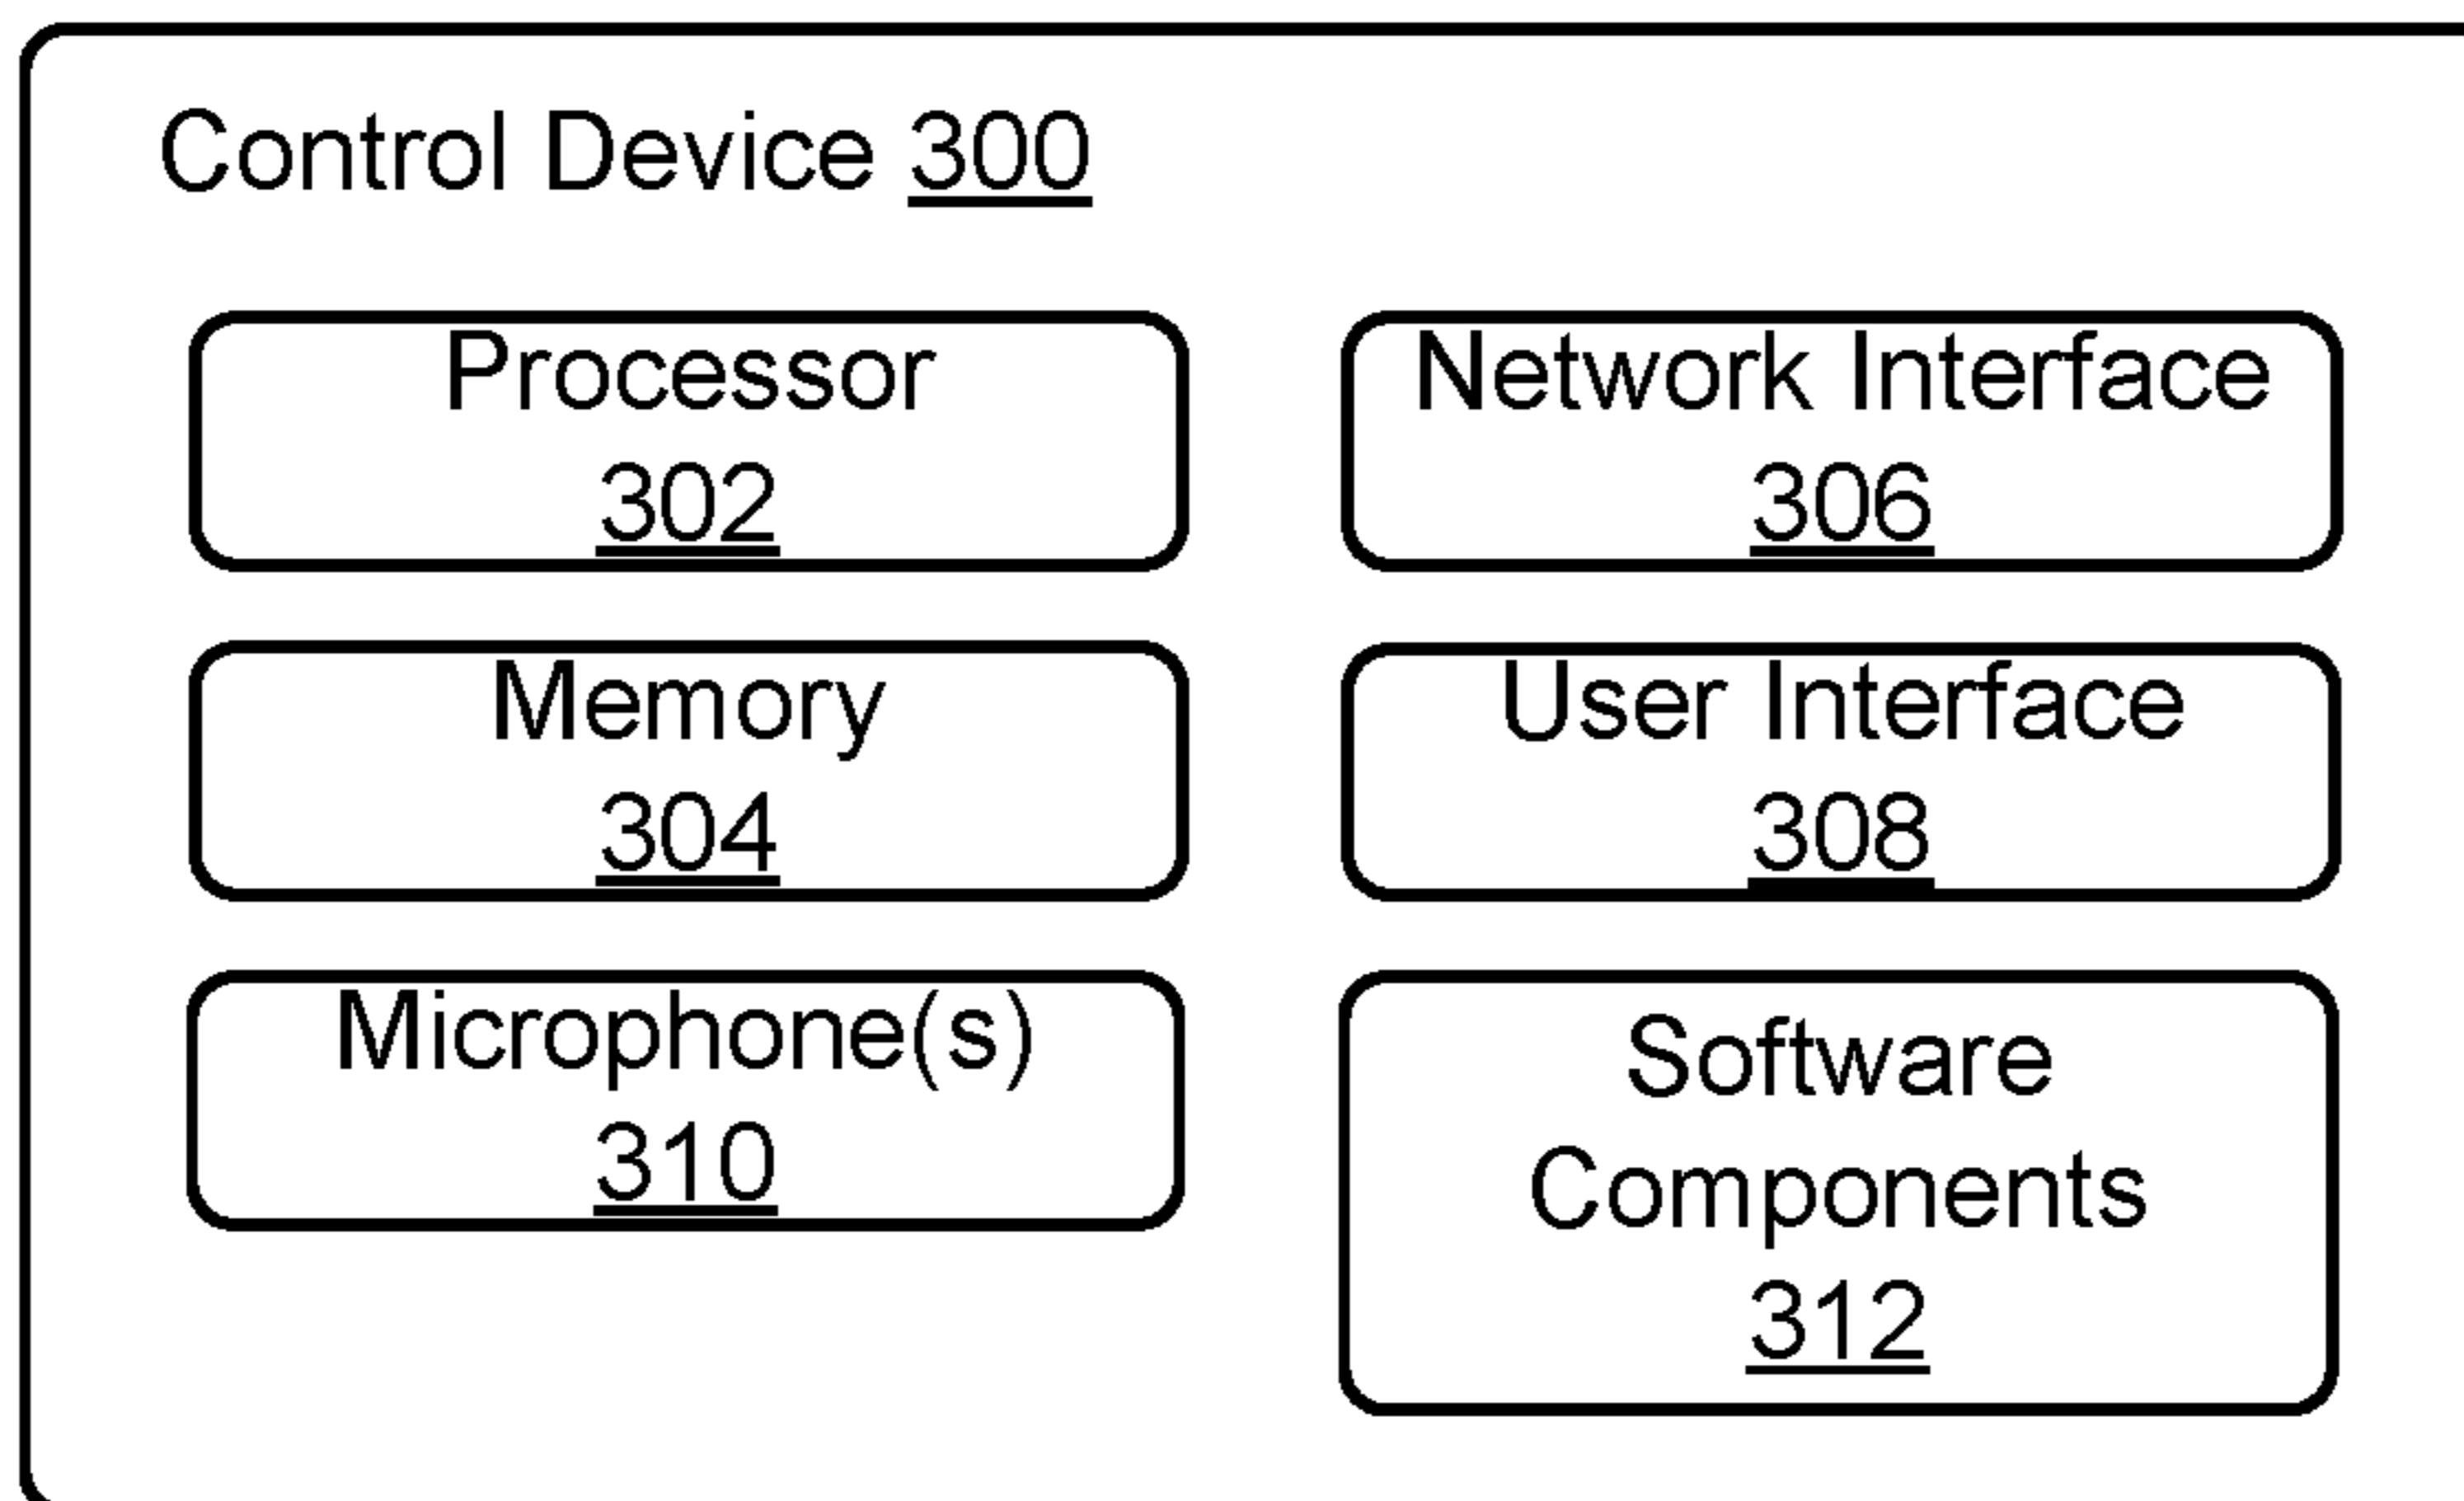 Control Device 300
Processor
302
Network Interface
306
Memory
304
User Interface
308
Microphone(s)
310
Software
Components
312